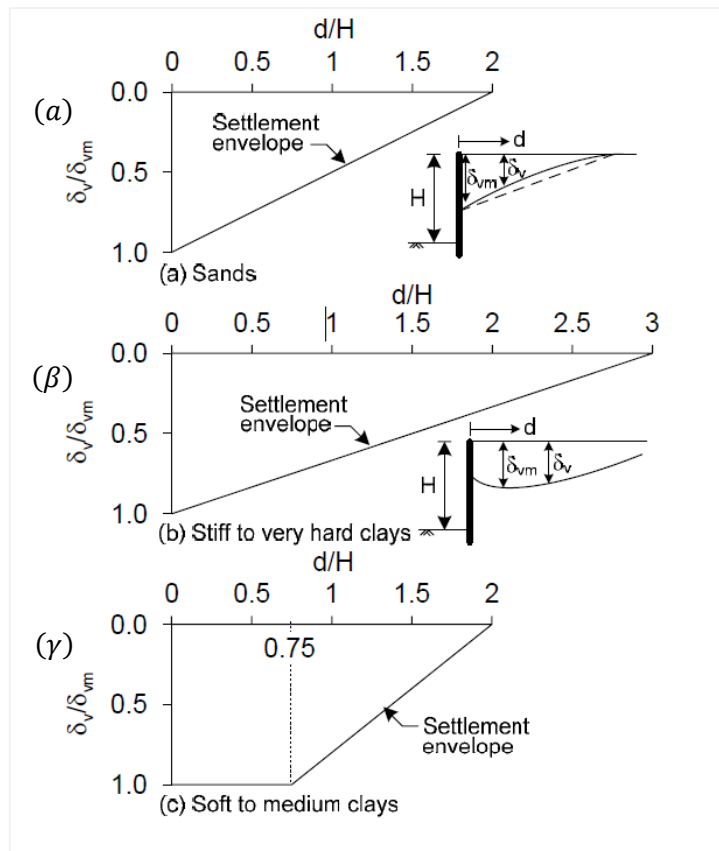 d/H
0 0.5 1 1.5 2
(α)
0.0
0.5
1.0
δv/δvm
Settlement
envelope
d
δvm
δv
H
(a) Sands
d/H
0 0.5 1 1.5 2 2.5 3
(β)
0.0
0.5
1.0
δv/δvm
Settlement
envelope
d
δvm
δv
H
(b) Stiff to very hard clays
d/H
0 0.5 1 1.5 2
(γ)
0.0
0.5
1.0
δv/δvm
0.75
Settlement
envelope
(c) Soft to medium clays